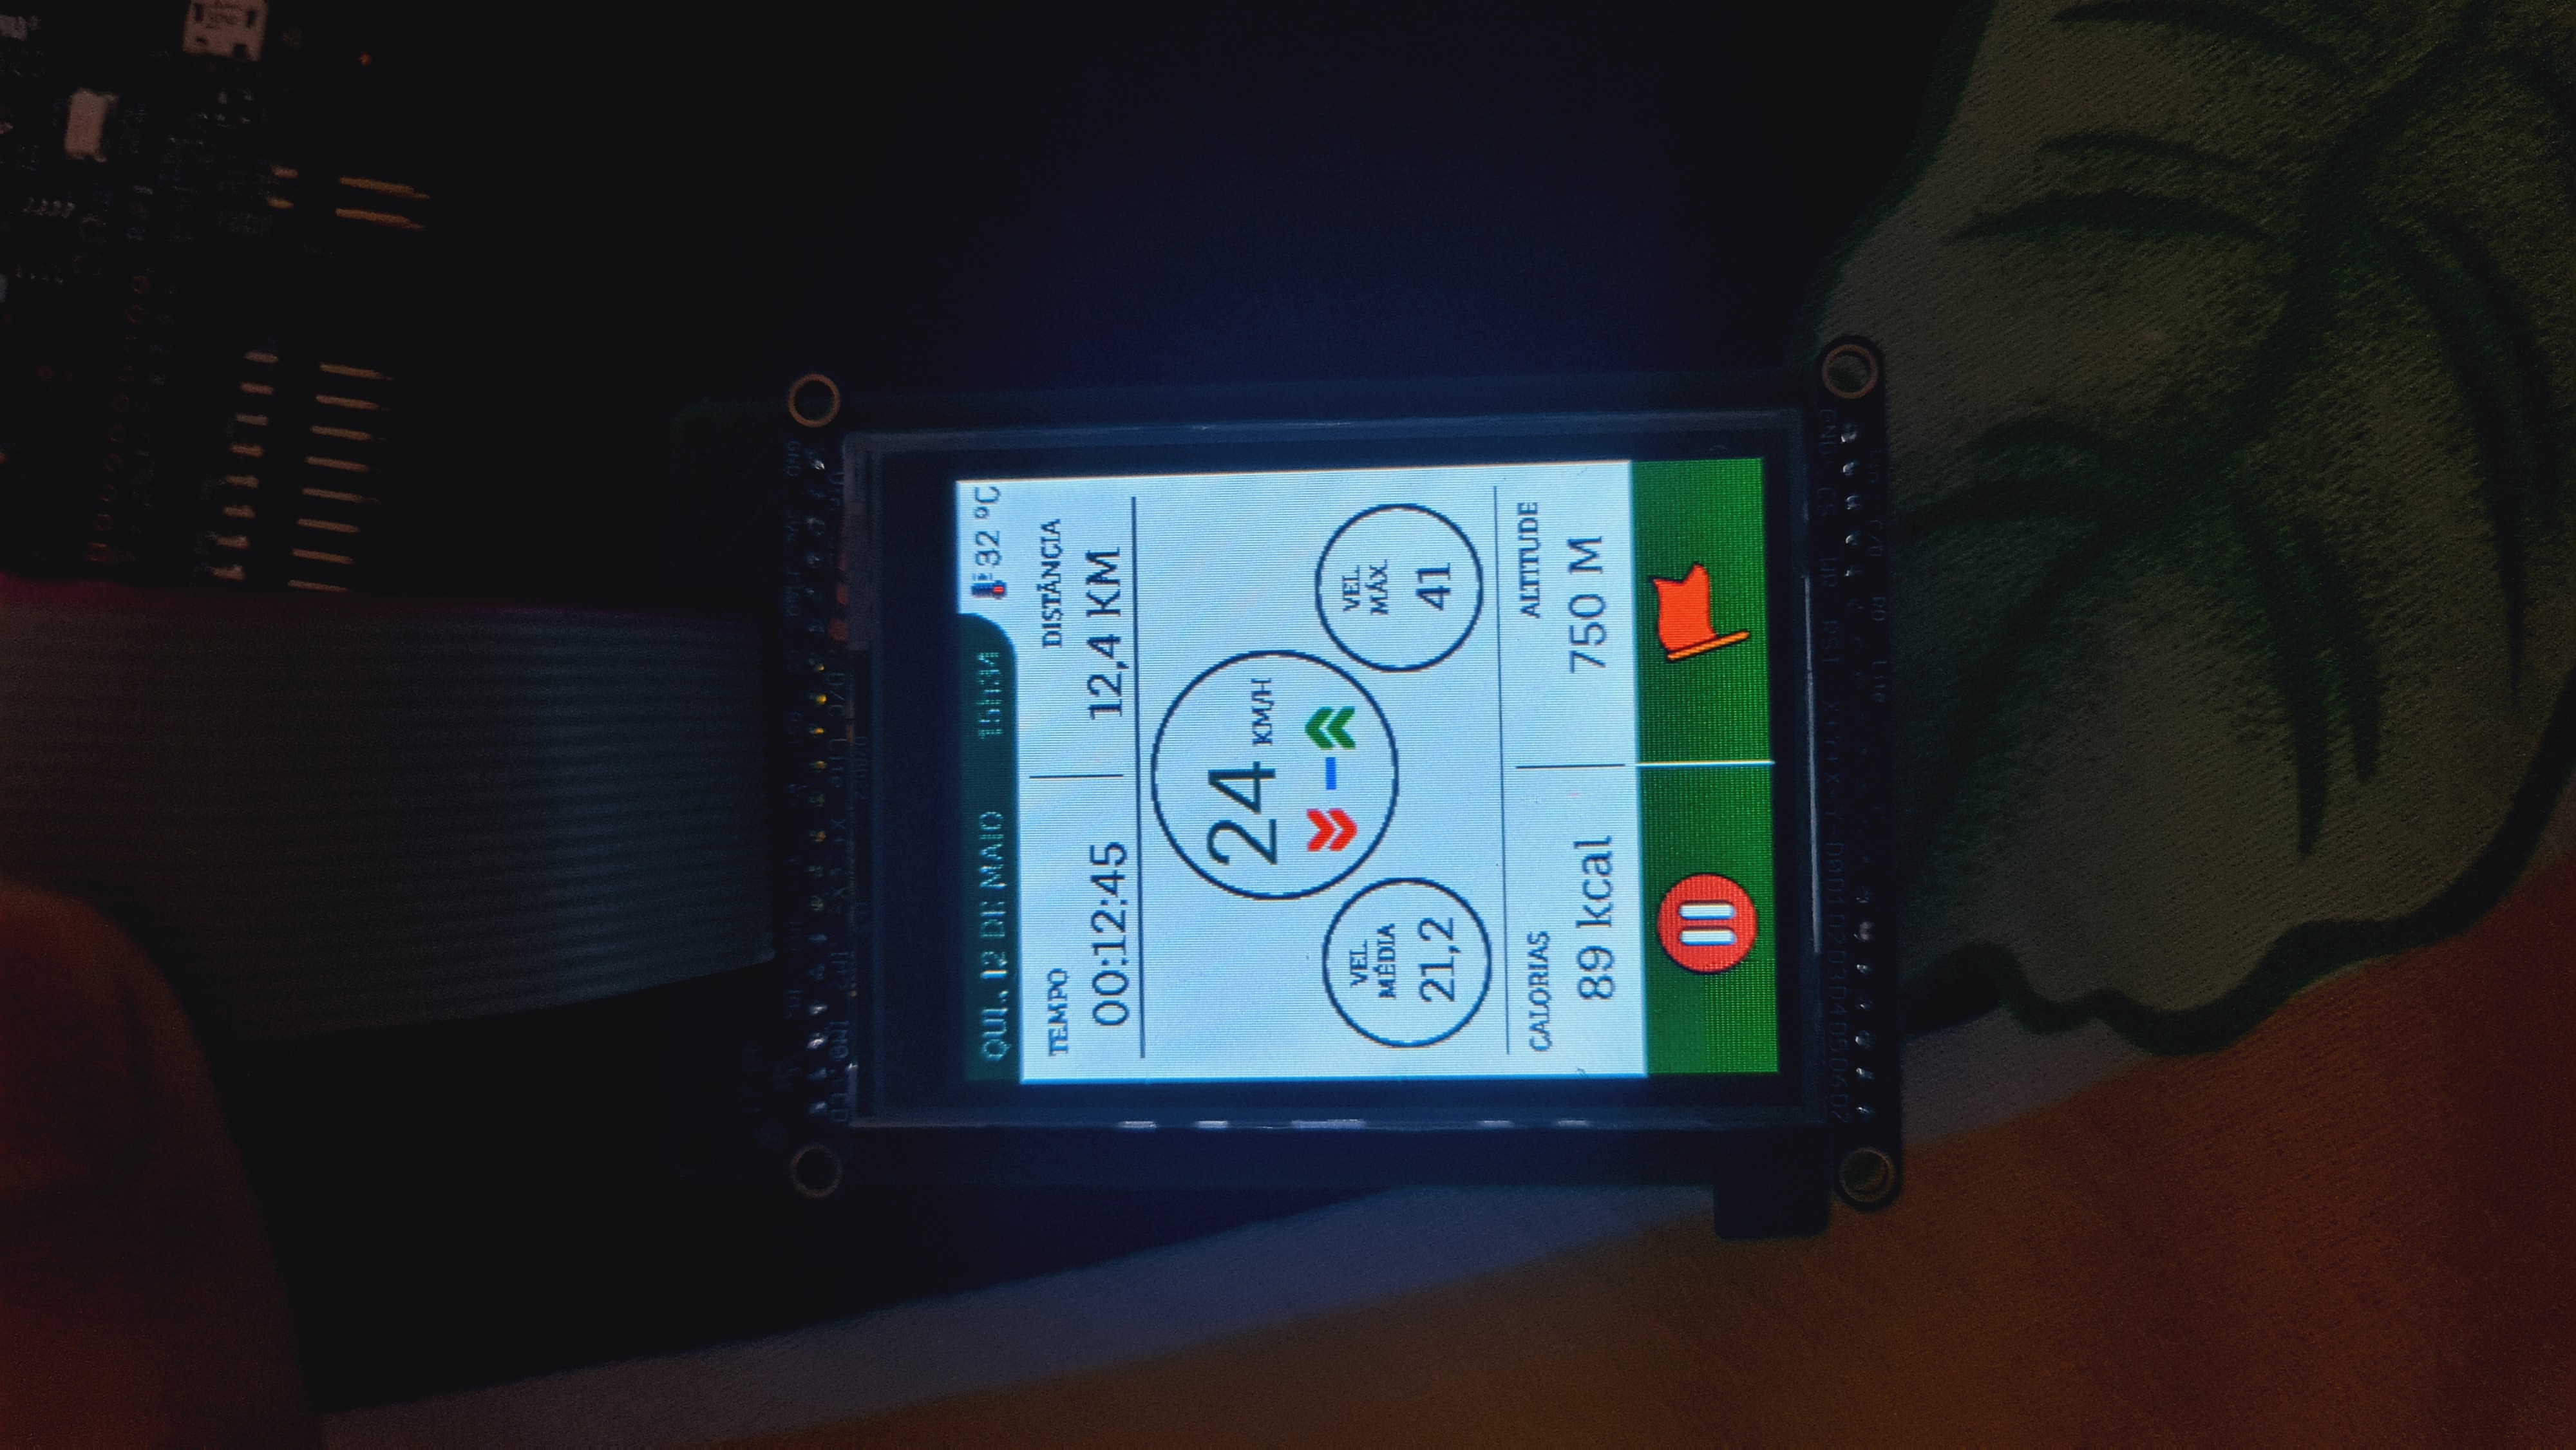 QUI., 12 DE MAIO 15h34 32 ºC
TEMPO DISTÂNCIA
00:12:45 12,4 KM
24 KM/H
VEL. MÉDIA
21,2
VEL. MÁX.
41
CALORIAS ALTITUDE
89 kcal 750 M